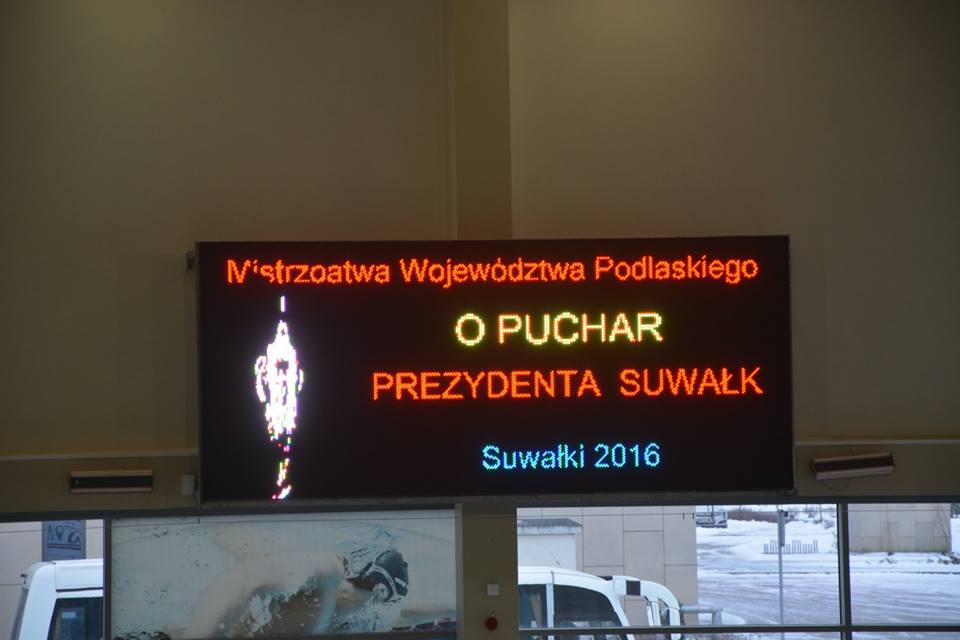 Mistrzoatwa Województwa Podlaskiego
O PUCHAR
PREZYDENTA SUWAŁK
Suwałki 2016